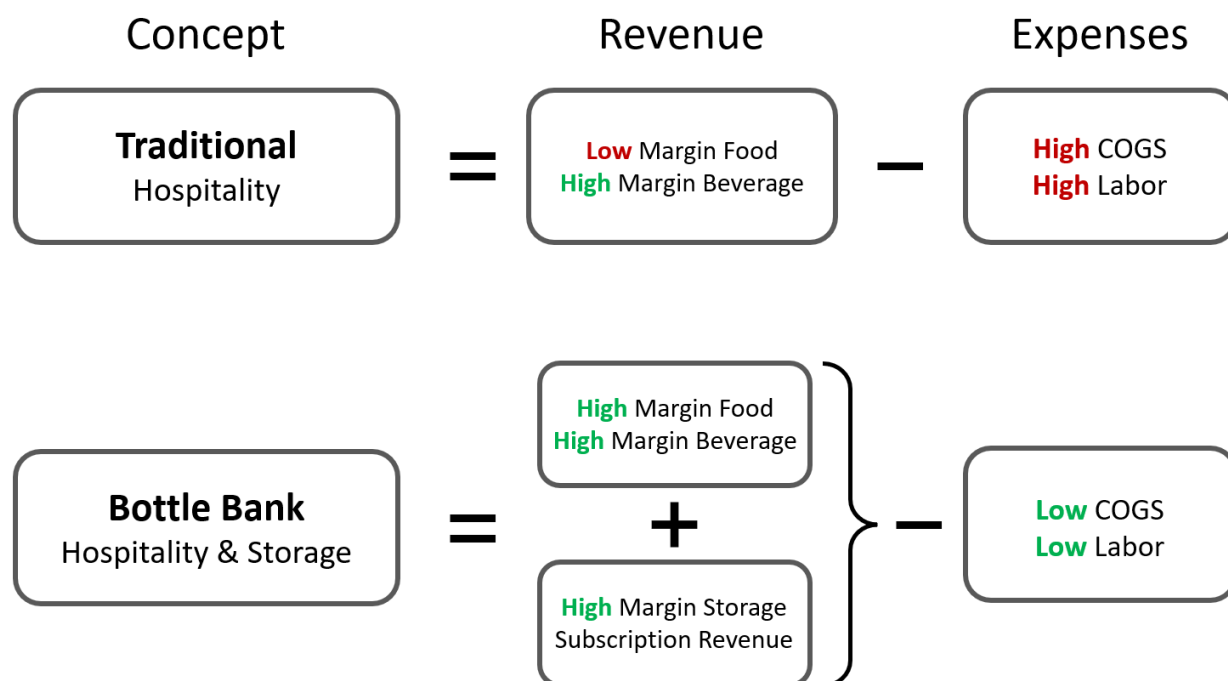 Concept
Revenue
Expenses
Traditional
Hospitality
=
Low Margin Food
High Margin Beverage
−
High COGS
High Labor
Bottle Bank
Hospitality & Storage
=
High Margin Food
High Margin Beverage
+
High Margin Storage
Subscription Revenue
}
−
Low COGS
Low Labor